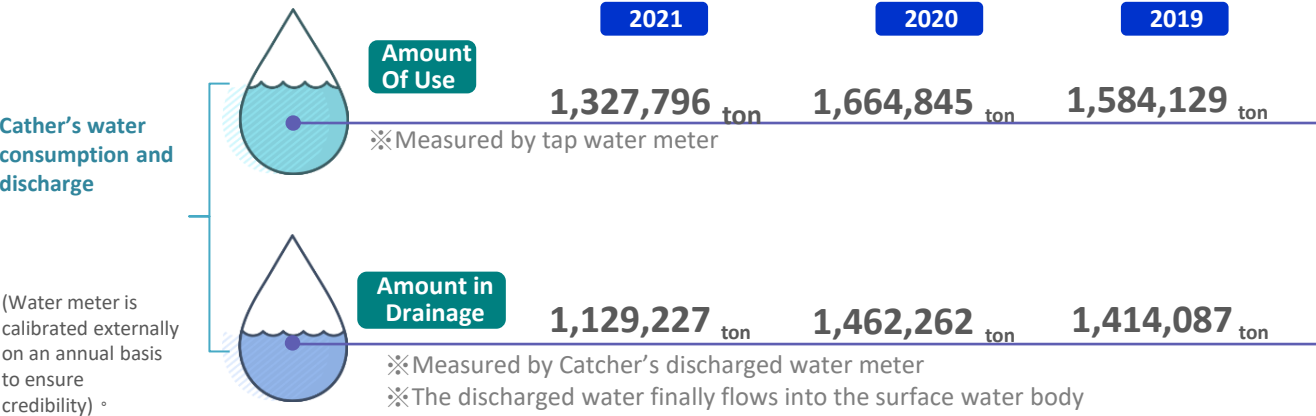 2021 2020 2019
Amount
Of Use
1,327,796 ton 1,664,845 ton 1,584,129 ton
※Measured by tap water meter
Cather’s water
consumption and
discharge
Amount in
Drainage
1,129,227 ton 1,462,262 ton 1,414,087 ton
※Measured by Catcher’s discharged water meter
※The discharged water finally flows into the surface water body
(Water meter is
calibrated externally
on an annual basis
to ensure
credibility) 。